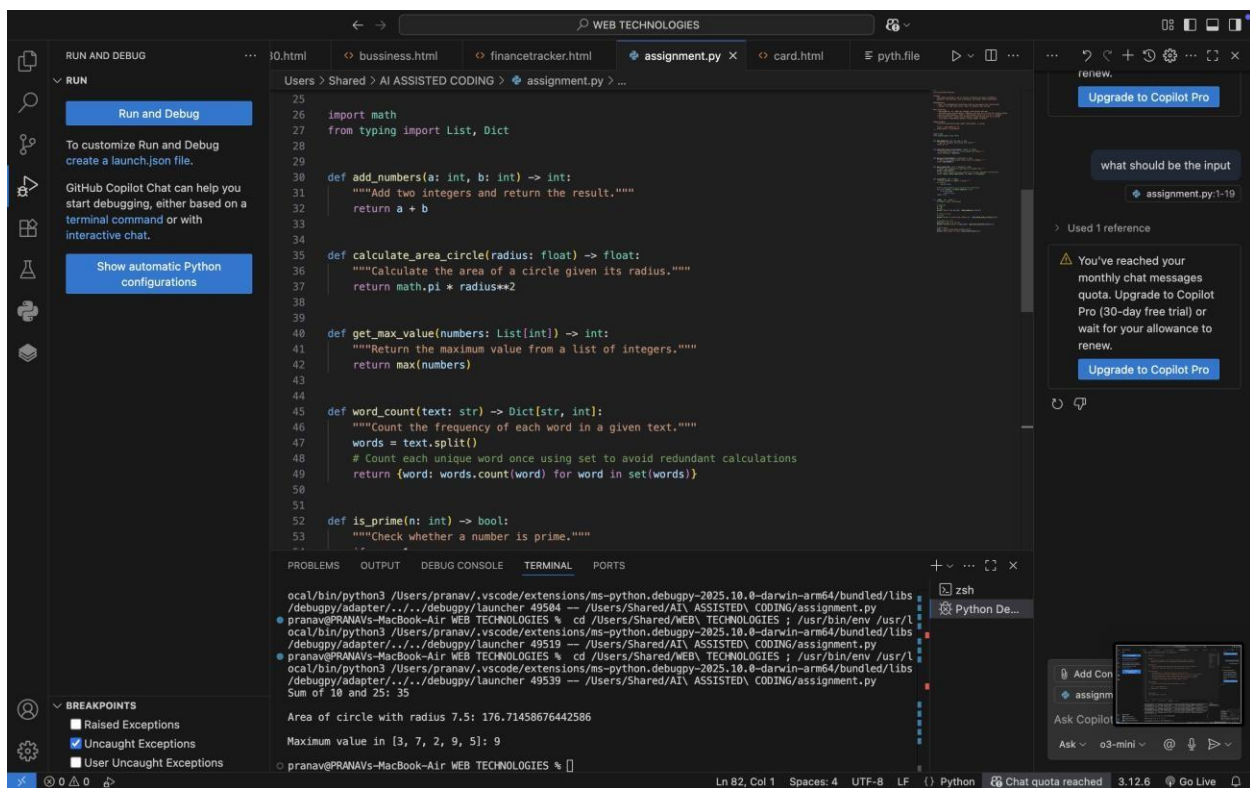 WEB TECHNOLOGIES
RUN AND DEBUG
RUN
Run and Debug
To customize Run and Debug
create a launch.json file.
GitHub Copilot Chat can help you
start debugging, either based on a
terminal command or with
interactive chat.
Show automatic Python
configurations
BREAKPOINTS
Raised Exceptions
Uncaught Exceptions
User Uncaught Exceptions
30.html bussiness.html financetracker.html assignment.py card.html pyth.file
Users > Shared > AI ASSISTED CODING > assignment.py > ...
25
26 import math
27 from typing import List, Dict
28
29
30 def add_numbers(a: int, b: int) -> int:
31 """Add two integers and return the result."""
32 return a + b
33
34
35 def calculate_area_circle(radius: float) -> float:
36 """Calculate the area of a circle given its radius."""
37 return math.pi * radius**2
38
39
40 def get_max_value(numbers: List[int]) -> int:
41 """Return the maximum value from a list of integers."""
42 return max(numbers)
43
44
45 def word_count(text: str) -> Dict[str, int]:
46 """Count the frequency of each word in a given text."""
47 words = text.split()
48 # Count each unique word once using set to avoid redundant calculations
49 return {word: words.count(word) for word in set(words)}
50
51
52 def is_prime(n: int) -> bool:
53 """Check whether a number is prime."""
PROBLEMS OUTPUT DEBUG CONSOLE TERMINAL PORTS
ocal/bin/python3 /Users/pranav/.vscode/extensions/ms-python.debugpy-2025.10.0-darwin-arm64/bundled/libs
/debugpy/adapter/../../debugpy/launcher 49504 -- /Users/Shared/AI\ ASSISTED\ CODING/assignment.py
pranav@PRANAVs-MacBook-Air WEB TECHNOLOGIES % cd /Users/Shared/WEB\ TECHNOLOGIES ; /usr/bin/env /usr/l
ocal/bin/python3 /Users/pranav/.vscode/extensions/ms-python.debugpy-2025.10.0-darwin-arm64/bundled/libs
/debugpy/adapter/../../debugpy/launcher 49519 -- /Users/Shared/AI\ ASSISTED\ CODING/assignment.py
pranav@PRANAVs-MacBook-Air WEB TECHNOLOGIES % cd /Users/Shared/WEB\ TECHNOLOGIES ; /usr/bin/env /usr/l
ocal/bin/python3 /Users/pranav/.vscode/extensions/ms-python.debugpy-2025.10.0-darwin-arm64/bundled/libs
/debugpy/adapter/../../debugpy/launcher 49539 -- /Users/Shared/AI\ ASSISTED\ CODING/assignment.py
Sum of 10 and 25: 35
Area of circle with radius 7.5: 176.71458676442586
Maximum value in [3, 7, 2, 9, 5]: 9
pranav@PRANAVs-MacBook-Air WEB TECHNOLOGIES %
zsh
Python De...
renew.
Upgrade to Copilot Pro
what should be the input
assignment.py:1-19
Used 1 reference
You've reached your
monthly chat messages
quota. Upgrade to Copilot
Pro (30-day free trial) or
wait for your allowance to
renew.
Upgrade to Copilot Pro
Add Con
assignm
Ask Copilot
Ask o3-mini
0 0 Ln 82, Col 1 Spaces: 4 UTF-8 LF {} Python Chat quota reached 3.12.6 Go Live